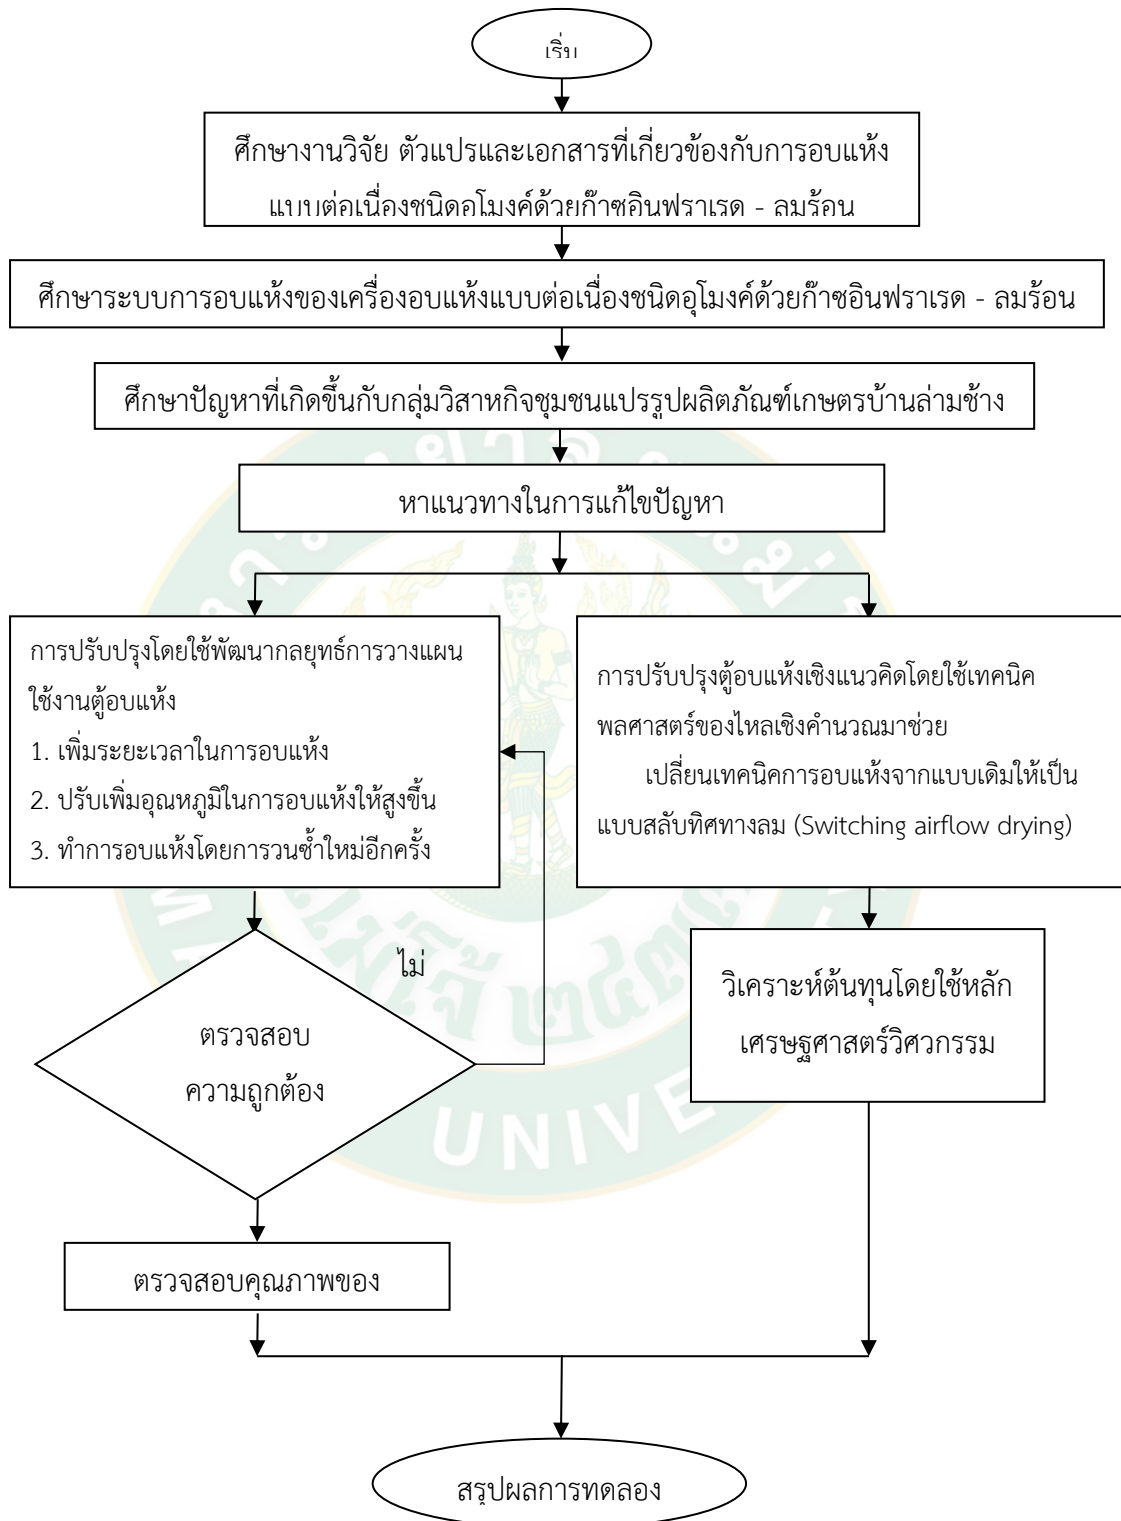 เริ่ม
ศึกษางานวิจัย ตัวแปรและเอกสารที่เกี่ยวข้องกับการอบแห้ง
แบบต่อเนื่องชนิดอุโมงค์ด้วยก๊าซอินฟราเรด - ลมร้อน
ศึกษาระบบการอบแห้งของเครื่องอบแห้งแบบต่อเนื่องชนิดอุโมงค์ด้วยก๊าซอินฟราเรด - ลมร้อน
ศึกษาปัญหาที่เกิดขึ้นกับกลุ่มวิสาหกิจชุมชนแปรรูปผลิตภัณฑ์เกษตรบ้านล่ามช้าง
หาแนวทางในการแก้ไขปัญหา
การปรับปรุงโดยใช้พัฒนากลยุทธ์การวางแผน
ใช้งานตู้อบแห้ง
1. เพิ่มระยะเวลาในการอบแห้ง
2. ปรับเพิ่มอุณหภูมิในการอบแห้งให้สูงขึ้น
3. ทำการอบแห้งโดยการวนซ้ำใหม่อีกครั้ง
การปรับปรุงตู้อบแห้งเชิงแนวคิดโดยใช้เทคนิค
พลศาสตร์ของไหลเชิงคำนวณมาช่วย
เปลี่ยนเทคนิคการอบแห้งจากแบบเดิมให้เป็น
แบบสลับทิศทางลม (Switching airflow drying)
ไม่
ตรวจสอบ
ความถูกต้อง
วิเคราะห์ต้นทุนโดยใช้หลัก
เศรษฐศาสตร์วิศวกรรม
ตรวจสอบคุณภาพของ
สรุปผลการทดลอง
แม่โจ้ ๒๔๗๗